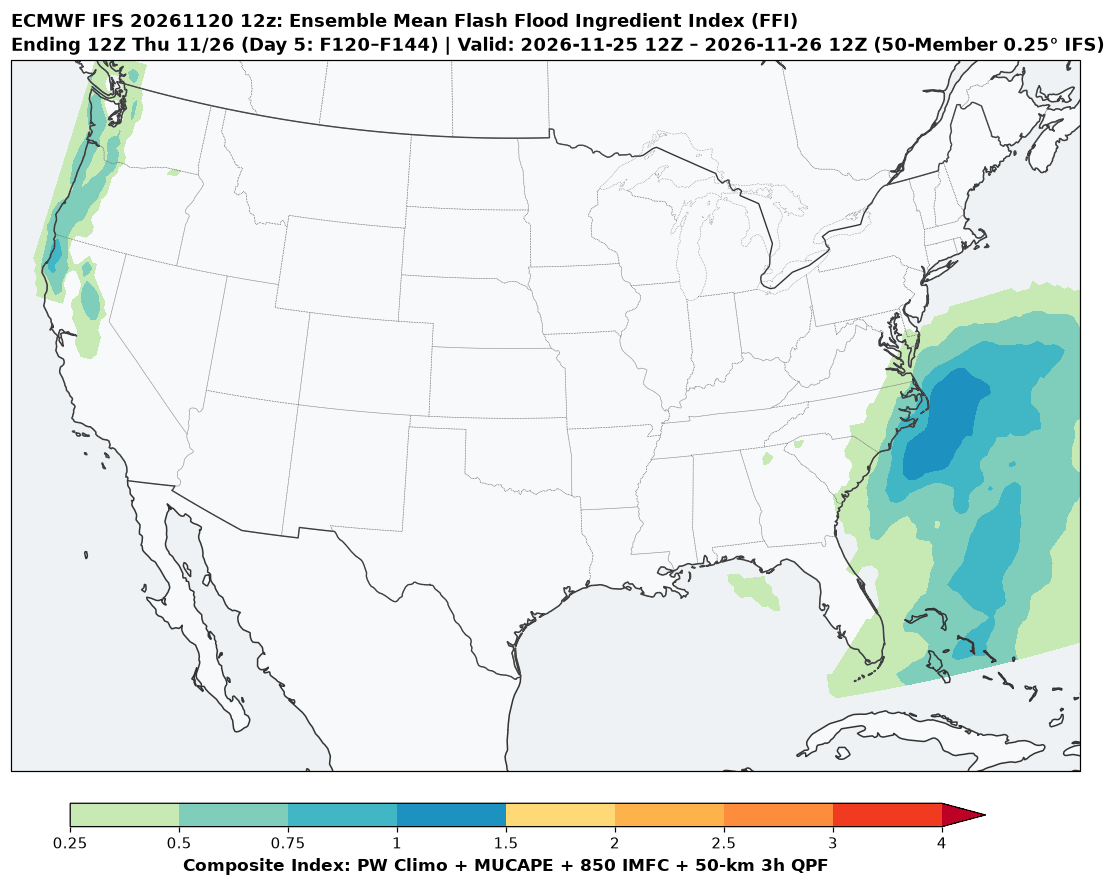 ECMWF IFS 20261120 12z: Ensemble Mean Flash Flood Ingredient Index (FFI)
Ending 12Z Thu 11/26 (Day 5: F120–F144) | Valid: 2026-11-25 12Z – 2026-11-26 12Z (50-Member 0.25° IFS)
0.25 0.5 0.75 1 1.5 2 2.5 3 4
Composite Index: PW Climo + MUCAPE + 850 IMFC + 50-km 3h QPF